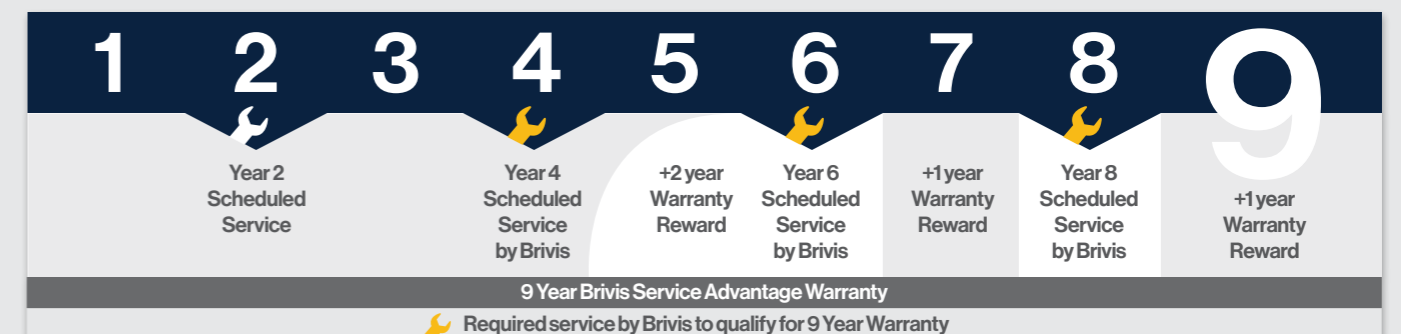 1 2 3 4 5 6 7 8 9
Year 2
Scheduled
Service
Year 4
Scheduled
Service
by Brivis
+2 year
Warranty
Reward
Year 6
Scheduled
Service
by Brivis
+1 year
Warranty
Reward
Year 8
Scheduled
Service
by Brivis
+1 year
Warranty
Reward
9 Year Brivis Service Advantage Warranty
Required service by Brivis to qualify for 9 Year Warranty